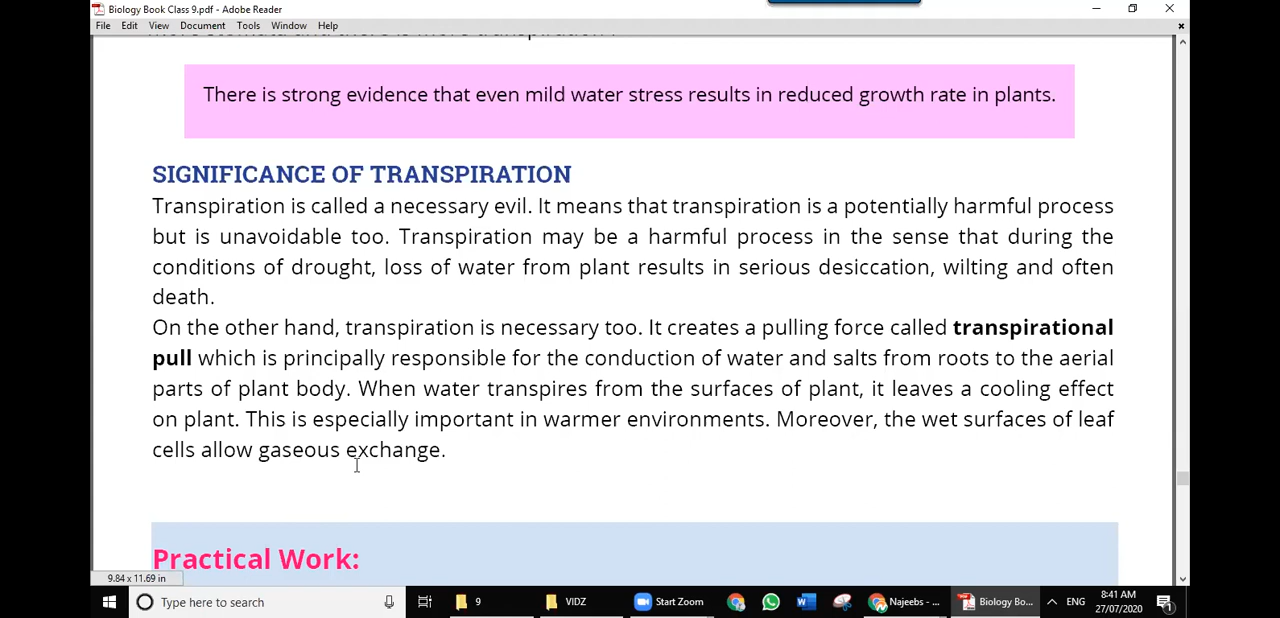 Biology Book Class 9.pdf - Adobe Reader
File Edit View Document Tools Window Help
There is strong evidence that even mild water stress results in reduced growth rate in plants.
SIGNIFICANCE OF TRANSPIRATION
Transpiration is called a necessary evil. It means that transpiration is a potentially harmful process
but is unavoidable too. Transpiration may be a harmful process in the sense that during the
conditions of drought, loss of water from plant results in serious desiccation, wilting and often
death.
On the other hand, transpiration is necessary too. It creates a pulling force called transpirational
pull which is principally responsible for the conduction of water and salts from roots to the aerial
parts of plant body. When water transpires from the surfaces of plant, it leaves a cooling effect
on plant. This is especially important in warmer environments. Moreover, the wet surfaces of leaf
cells allow gaseous exchange.
Practical Work:
9.84 x 11.69 in
Type here to search 9 VIDZ Start Zoom Najeebs - ... Biology Bo... ENG 8:41 AM
27/07/2020 1